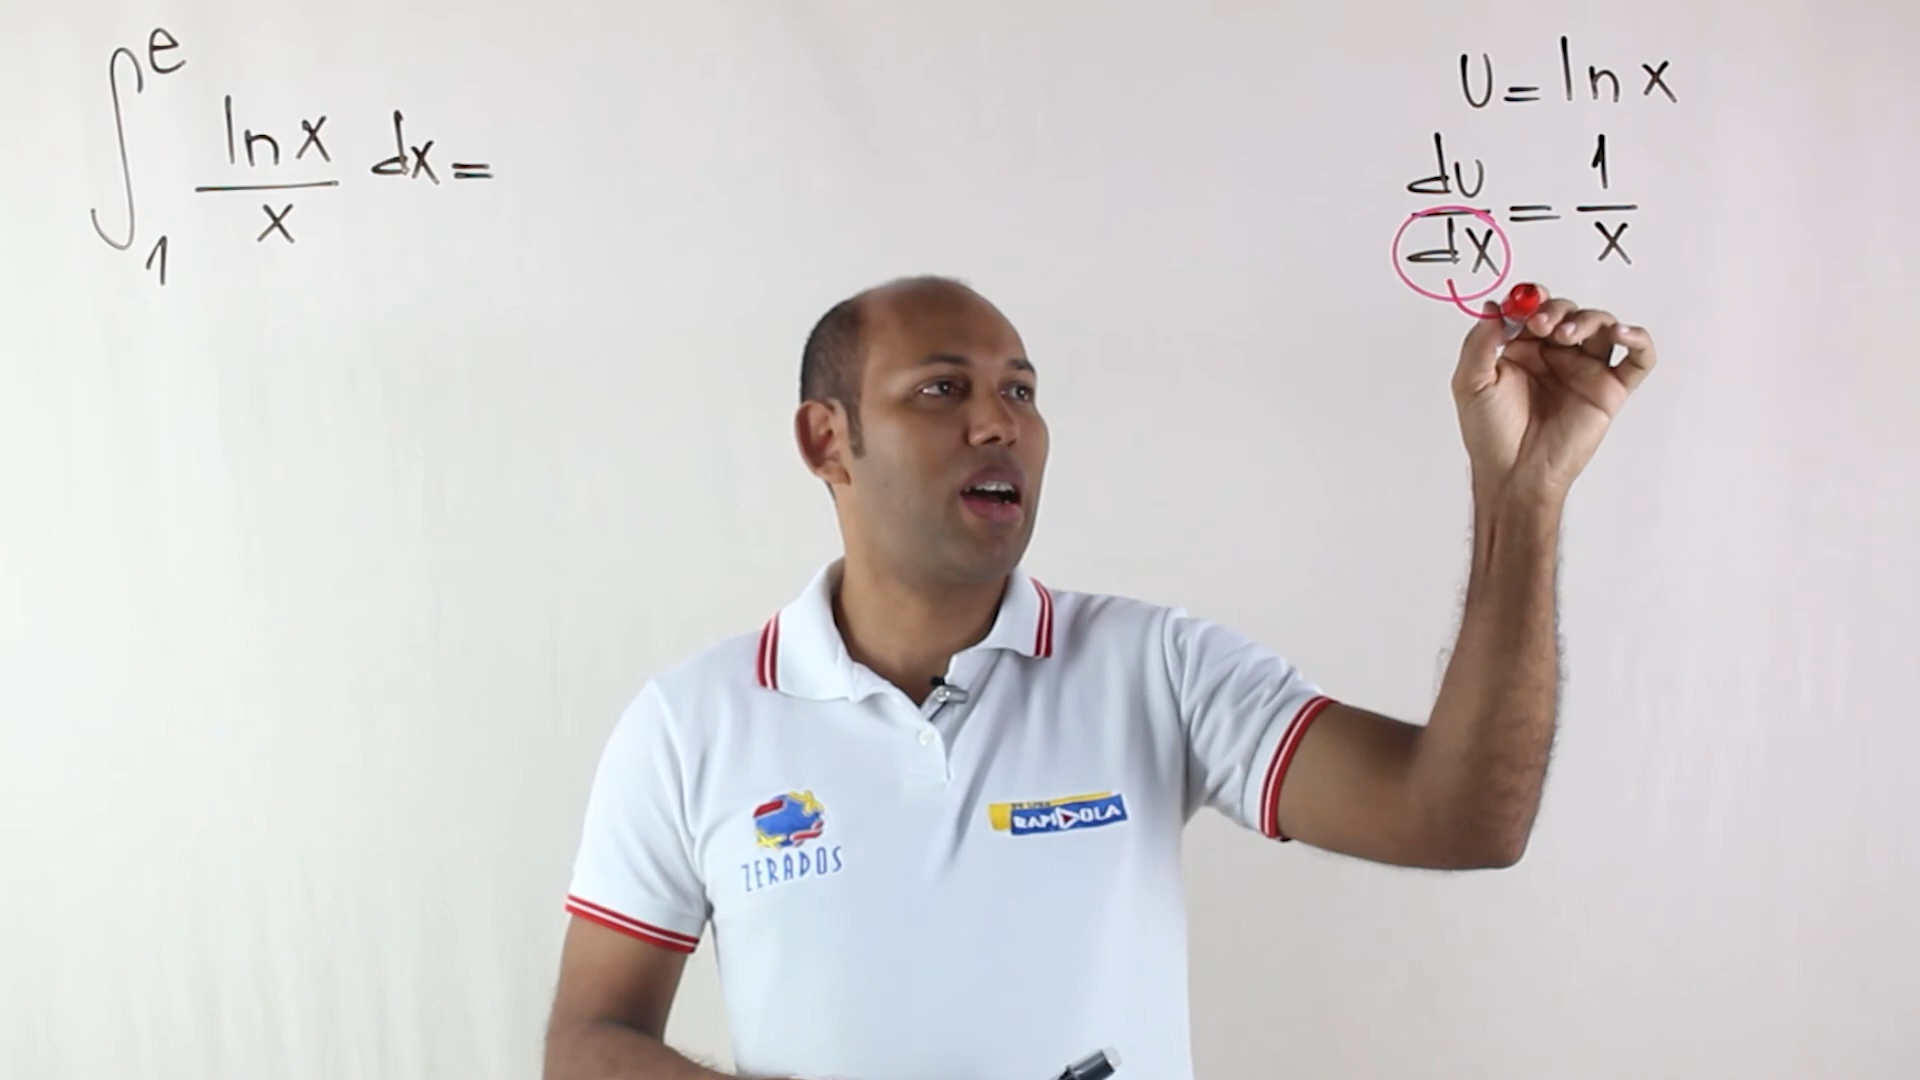 ∫₁ᵉ ln x / x dx =
U = ln x
du / dx = 1 / x
ZERADOS
RAPIDOLA